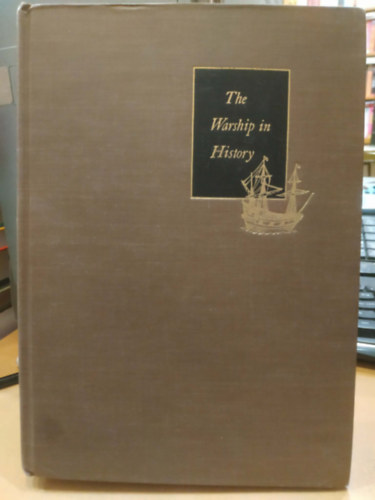 The
Warship in
History